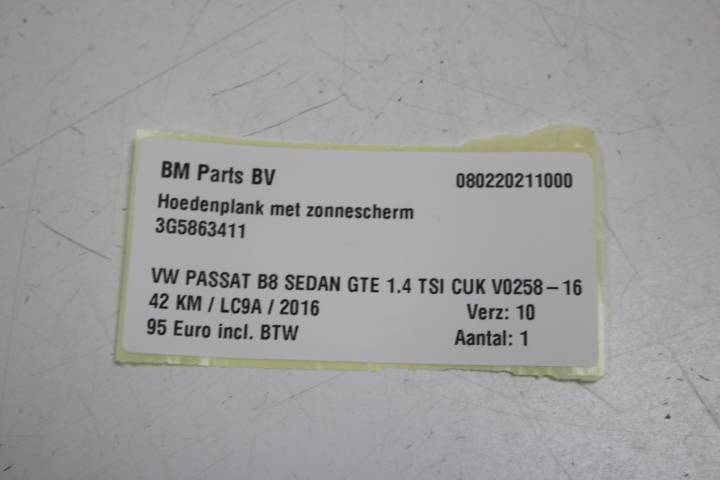 BM Parts BV 080220211000
Hoedenplank met zonnescherm
3G5863411
VW PASSAT B8 SEDAN GTE 1.4 TSI CUK V0258-16
42 KM / LC9A / 2016 Verz: 10
95 Euro incl. BTW Aantal: 1